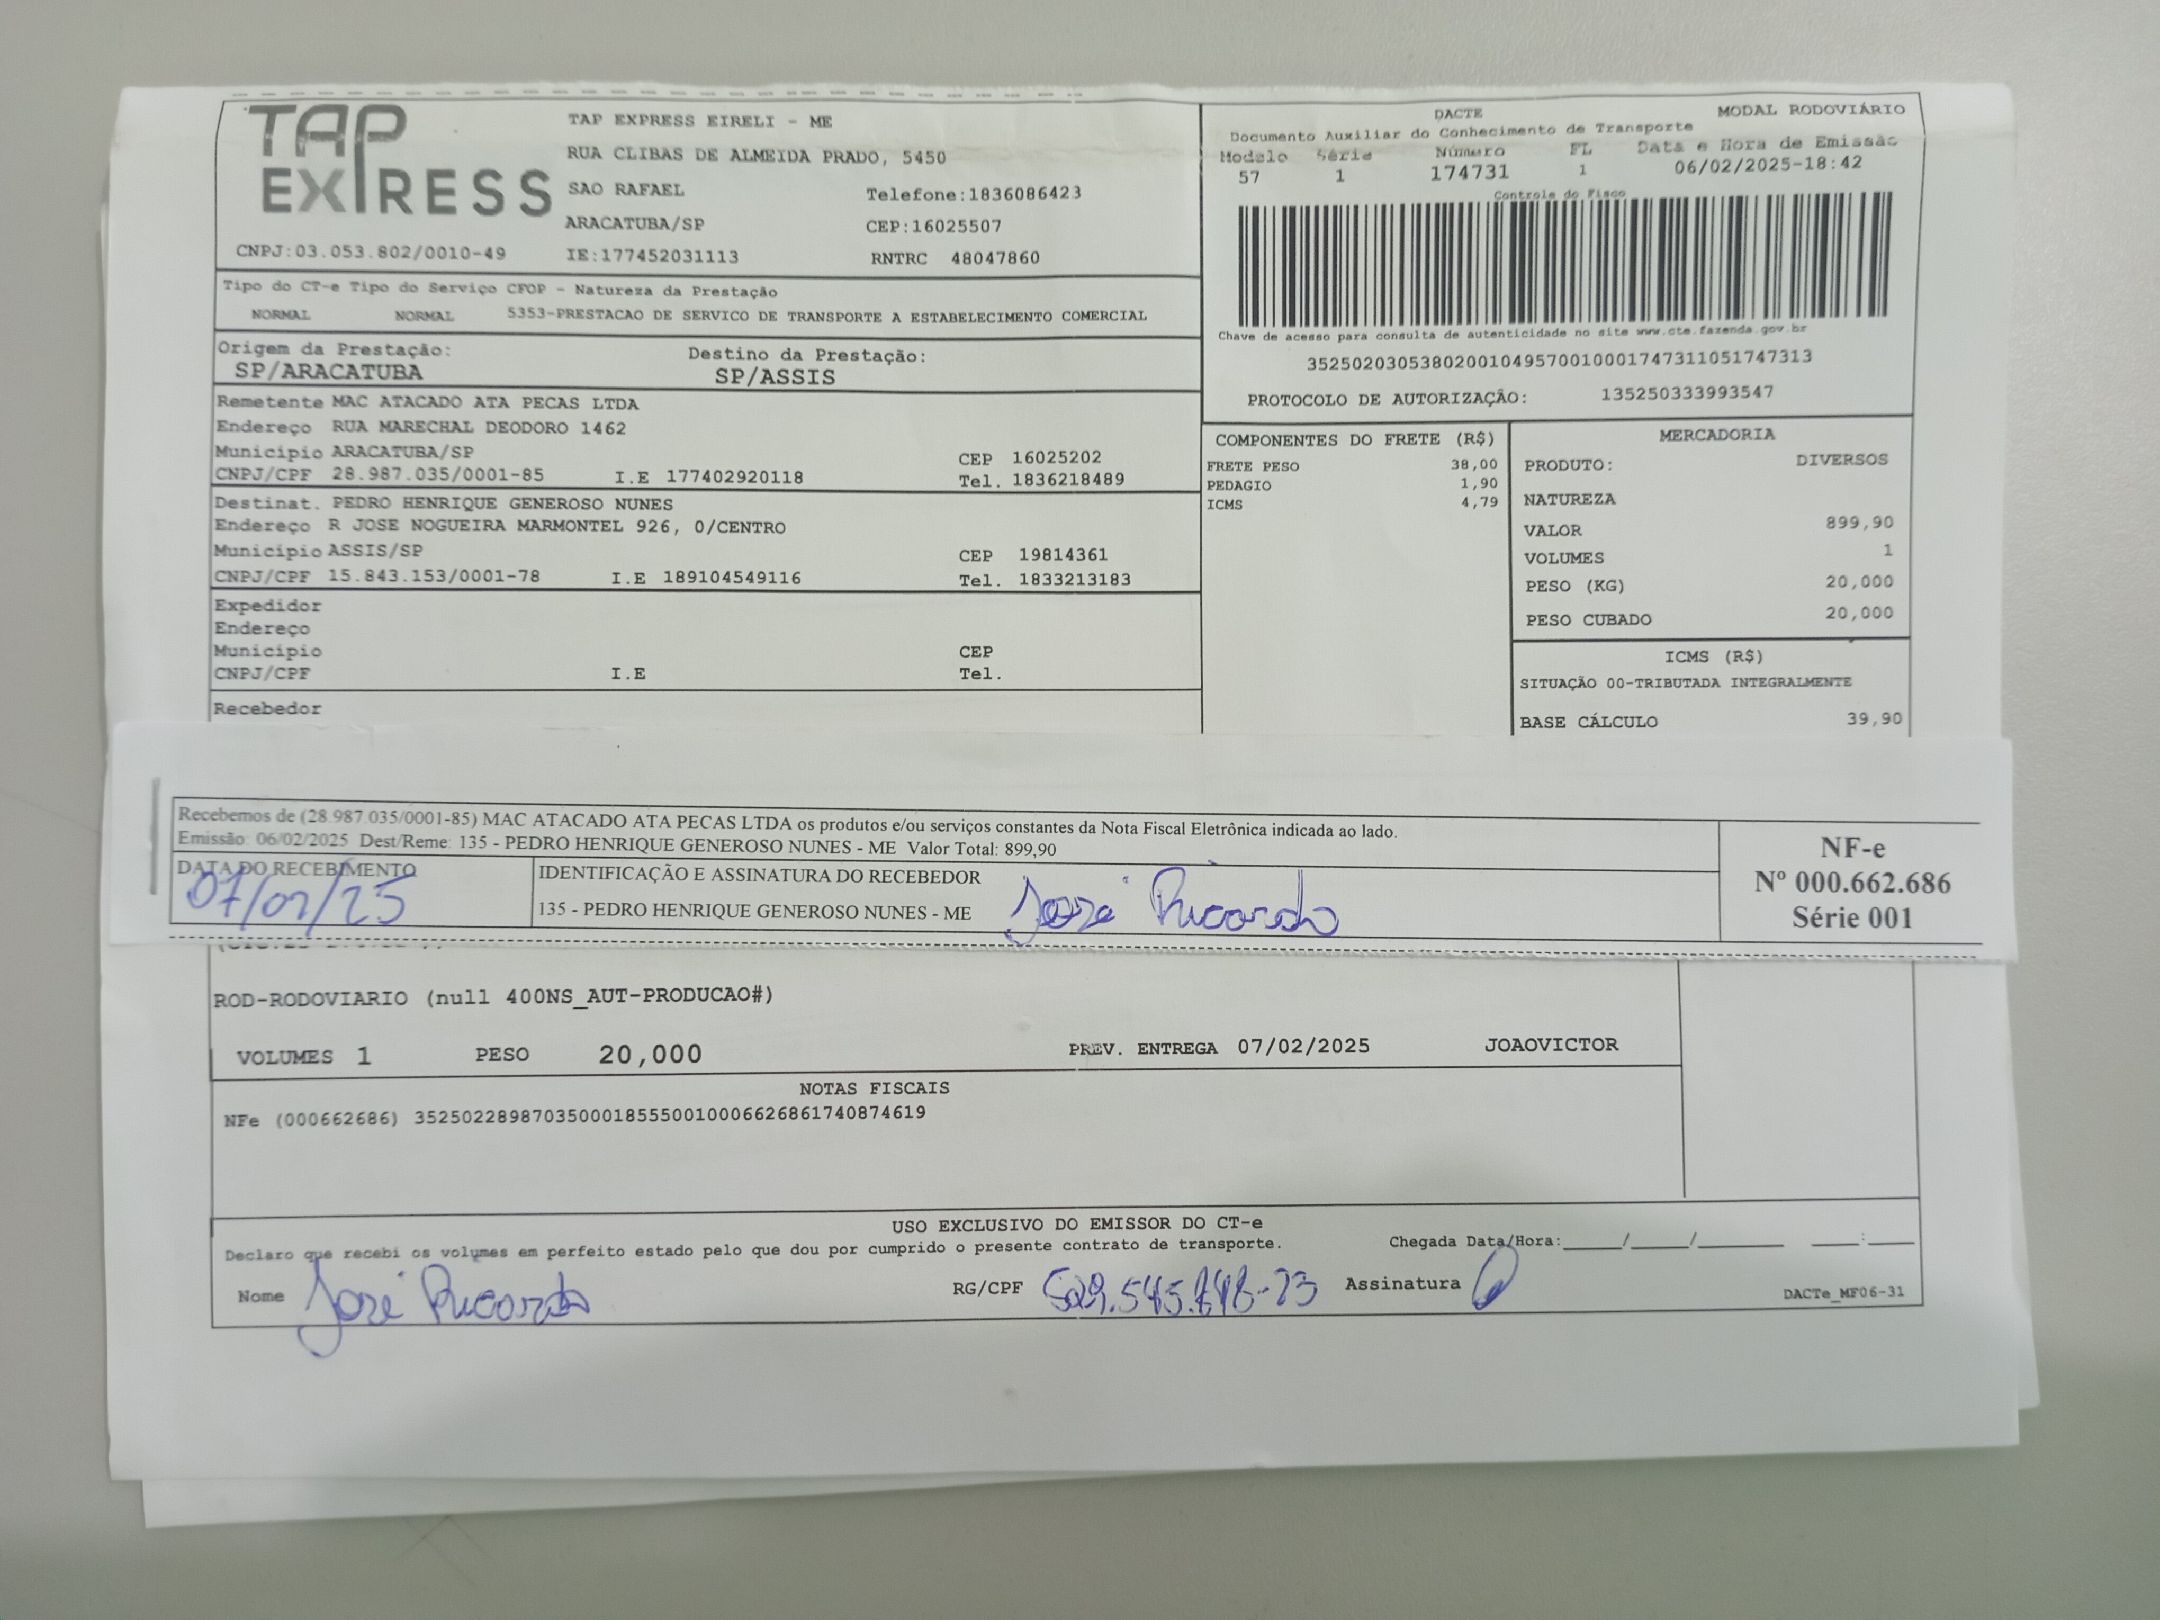 TAP EXPRESS
TAP EXPRESS EIRELI - ME
RUA CLIBAS DE ALMEIDA PRADO, 5450
SAO RAFAEL Telefone:1836086423
ARACATUBA/SP CEP:16025507
CNPJ:03.053.802/0010-49 IE:177452031113 RNTRC 48047860
DACTE MODAL RODOVIÁRIO
Documento Auxiliar do Conhecimento de Transporte
Modelo Série Número FL Data e Hora de Emissão
57 1 174731 1 06/02/2025-18:42
Controle do Fisco
Chave de acesso para consulta de autenticidade no site www.cte.fazenda.gov.br
35250203053802001049570010001747311051747313
PROTOCOLO DE AUTORIZAÇÃO: 135250333993547
Tipo do CT-e Tipo do Serviço CFOP - Natureza da Prestação
NORMAL NORMAL 5353-PRESTACAO DE SERVICO DE TRANSPORTE A ESTABELECIMENTO COMERCIAL
Origem da Prestação: Destino da Prestação:
SP/ARACATUBA SP/ASSIS
Remetente MAC ATACADO ATA PECAS LTDA
Endereço RUA MARECHAL DEODORO 1462
Município ARACATUBA/SP CEP 16025202
CNPJ/CPF 28.987.035/0001-85 I.E 177402920118 Tel. 1836218489
Destinat. PEDRO HENRIQUE GENEROSO NUNES
Endereço R JOSE NOGUEIRA MARMONTEL 926, 0/CENTRO
Município ASSIS/SP CEP 19814361
CNPJ/CPF 15.843.153/0001-78 I.E 189104549116 Tel. 1833213183
Expedidor
Endereço
Município CEP
CNPJ/CPF I.E Tel.
Recebedor
COMPONENTES DO FRETE (R$)
FRETE PESO 38,00
PEDAGIO 1,90
ICMS 4,79
MERCADORIA
PRODUTO: DIVERSOS
NATUREZA
VALOR 899,90
VOLUMES 1
PESO (KG) 20,000
PESO CUBADO 20,000
ICMS (R$)
SITUAÇÃO 00-TRIBUTADA INTEGRALMENTE
BASE CÁLCULO 39,90
Recebemos de (28.987.035/0001-85) MAC ATACADO ATA PECAS LTDA os produtos e/ou serviços constantes da Nota Fiscal Eletrônica indicada ao lado.
Emissão: 06/02/2025 Dest/Reme: 135 - PEDRO HENRIQUE GENEROSO NUNES - ME Valor Total: 899,90
DATA DO RECEBIMENTO IDENTIFICAÇÃO E ASSINATURA DO RECEBEDOR
07/02/25 135 - PEDRO HENRIQUE GENEROSO NUNES - ME José Ricardo
NF-e
Nº 000.662.686
Série 001
ROD-RODOVIARIO (null 400NS_AUT-PRODUCAO#)
VOLUMES 1 PESO 20,000 PREV. ENTREGA 07/02/2025 JOAOVICTOR
NOTAS FISCAIS
NFe (000662686) 35250228987035000185550010006626861740874619
USO EXCLUSIVO DO EMISSOR DO CT-e
Declaro que recebi os volumes em perfeito estado pelo que dou por cumprido o presente contrato de transporte. Chegada Data/Hora:_____/_____/_______ ____:____
Nome José Ricardo RG/CPF Assinatura
DACTe_MF06-31